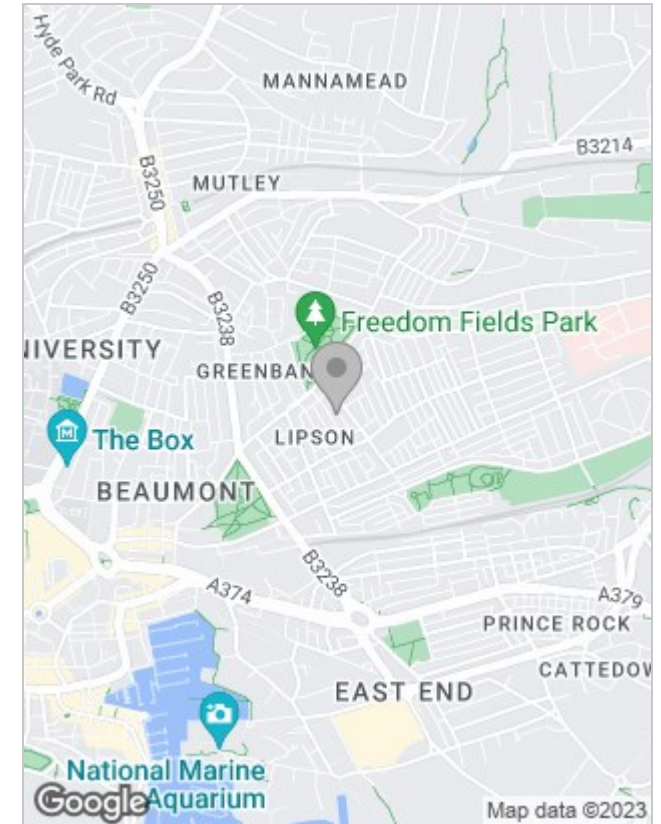 Hyde Park Rd
MANNAMEAD
B3250
B3214
MUTLEY
B3250
B3238
Freedom Fields Park
IVERSITY
GREENBAN
The Box
LIPSON
BEAUMONT
B3238
A374
A379
PRINCE ROCK
CATTEDOW
EAST END
National Marine
Aquarium
Google
Map data ©2023